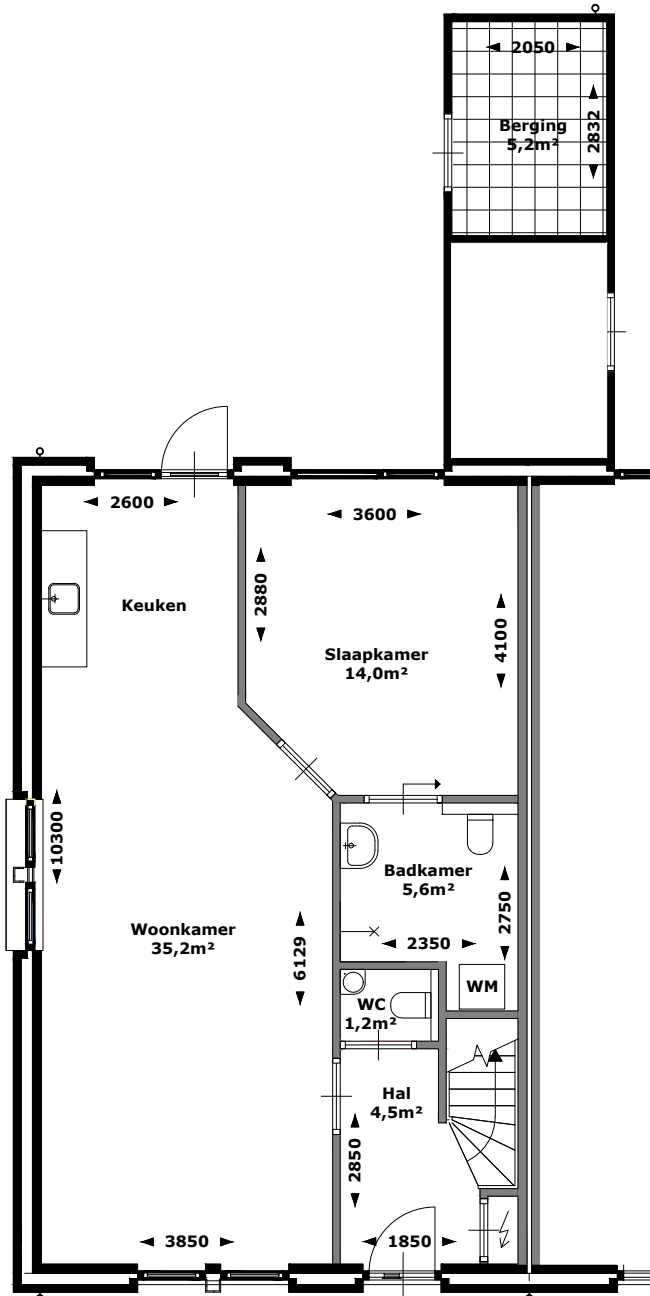 2050
Berging
5,2m²
2832
2600
3600
2880
Keuken
4100
Slaapkamer
14,0m²
10300
Badkamer
5,6m²
2750
Woonkamer
35,2m²
6129
2350
WM
WC
1,2m²
Hal
4,5m²
2850
3850
1850